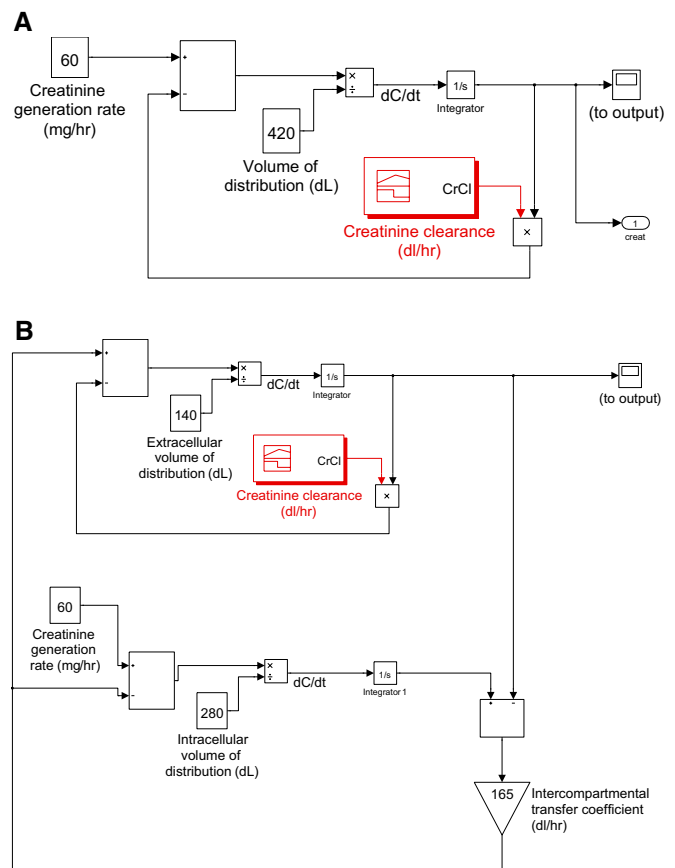 A
60
Creatinine
generation rate
(mg/hr)
+
−
420
Volume of
distribution (dL)
×
÷
dC/dt
1/s
Integrator
(to output)
CrCl
Creatinine clearance
(dl/hr)
×
1
creat
B
+
−
140
Extracellular
volume of
distribution (dL)
×
÷
dC/dt
1/s
Integrator
(to output)
CrCl
Creatinine clearance
(dl/hr)
×
60
Creatinine
generation
rate (mg/hr)
+
−
280
Intracellular
volume of
distribution (dL)
×
÷
dC/dt
1/s
Integrator 1
+ −
165
Intercompartmental
transfer coefficient
(dl/hr)